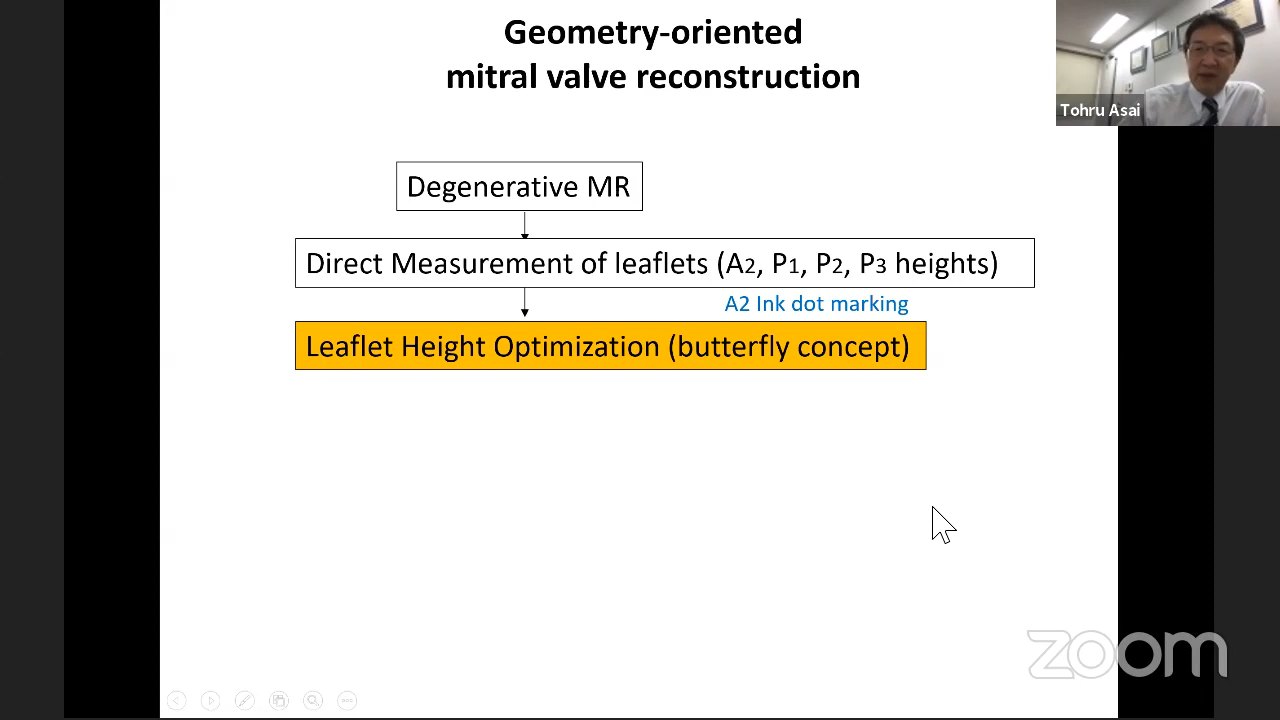 Geometry-oriented
mitral valve reconstruction
Tohru Asai
Degenerative MR
Direct Measurement of leaflets (A2, P1, P2, P3 heights)
A2 Ink dot marking
Leaflet Height Optimization (butterfly concept)
zoom